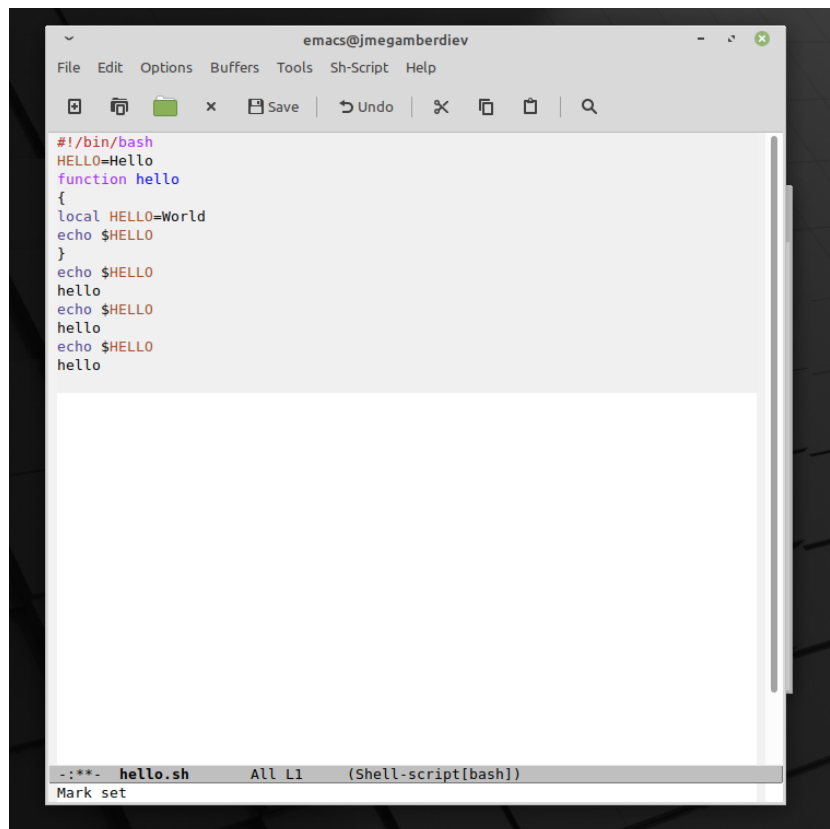 emacs@jmegamberdiev
File Edit Options Buffers Tools Sh-Script Help
Save Undo
#!/bin/bash
HELLO=Hello
function hello
{
local HELLO=World
echo $HELLO
}
echo $HELLO
hello
echo $HELLO
hello
echo $HELLO
hello
-:**- hello.sh All L1 (Shell-script[bash])
Mark set